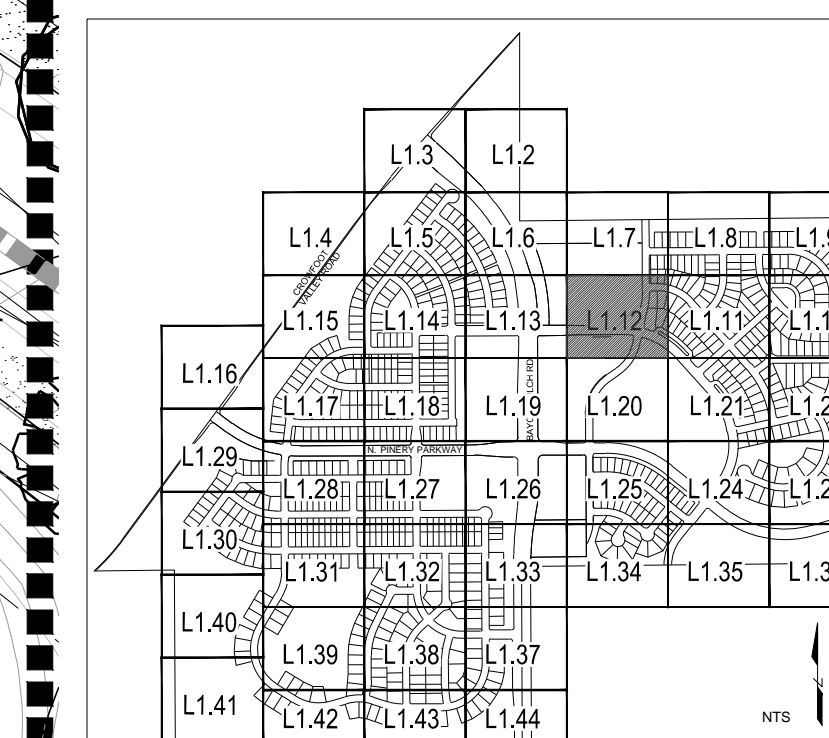 L1.3 L1.2
L1.4 L1.5 L1.6 L1.7 L1.8
CROWFOOT
VALLEY ROAD
L1.15 L1.14 L1.13 L1.12 L1.11
L1.16
L1.17 L1.18 L1.19 L1.20 L1.21
N. PINERY PARKWAY
L1.29
L1.28 L1.27 L1.26 L1.25 L1.24
L1.30
L1.31 L1.32 L1.33 L1.34 L1.35
L1.40
L1.39 L1.38 L1.37
L1.41
L1.42 L1.43 L1.44
NTS